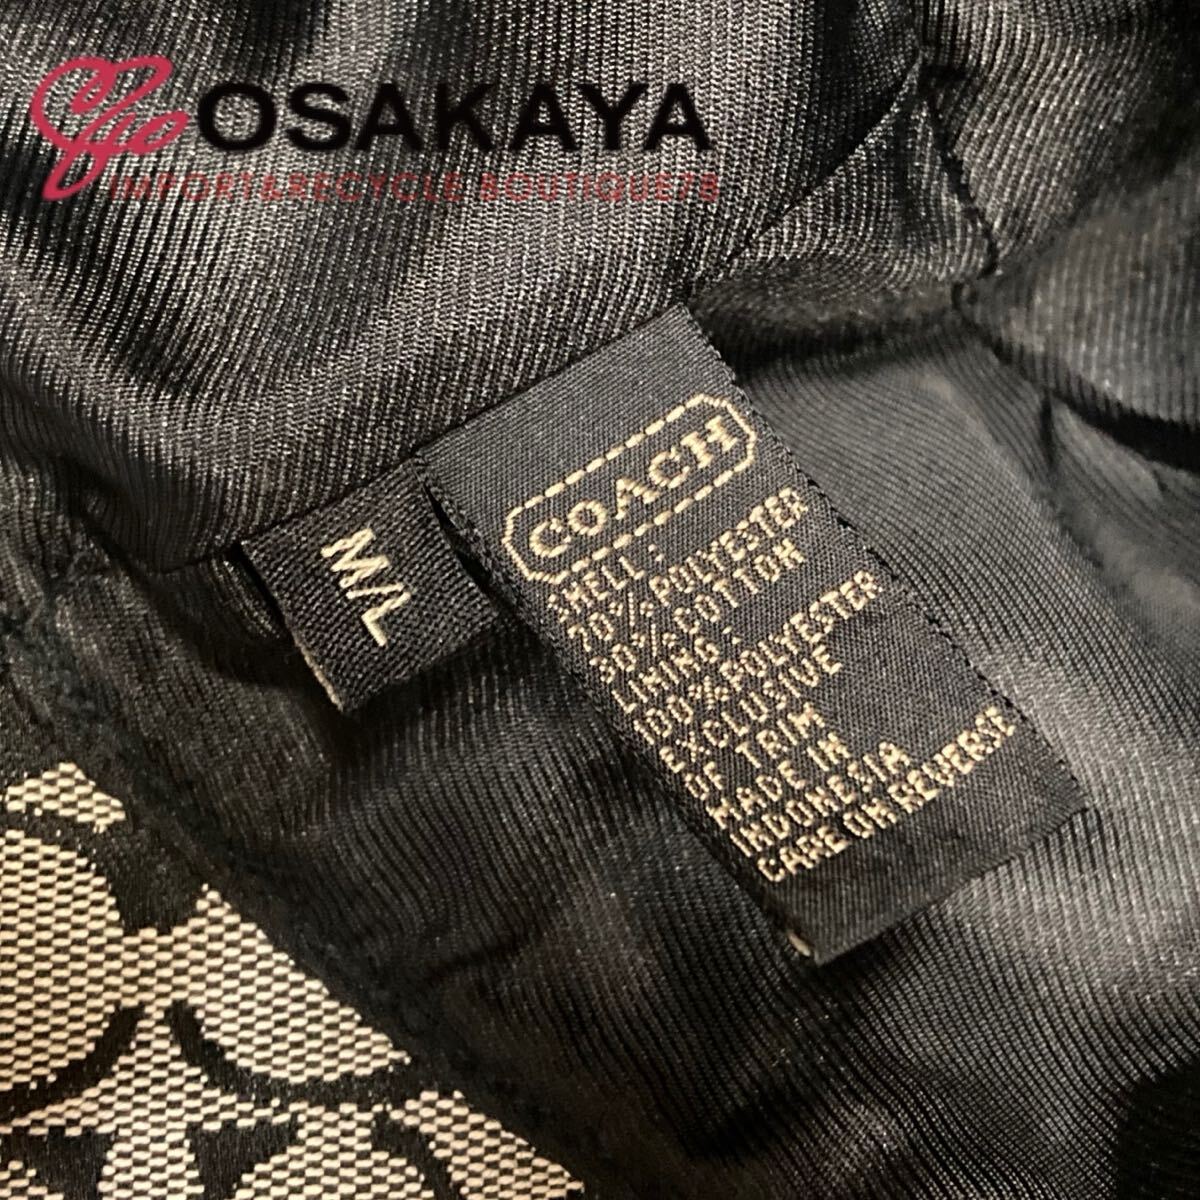 OSAKAYA
IMPORT&RECYCLE BOUTIQUE78
M/L
COACH
SHELL:
70%POLYESTER
30%COTTON
LINING:
100%POLYESTER
EXCLUSIVE
OF TRIM
MADE IN
INDONESIA
CARE ON REVERSE